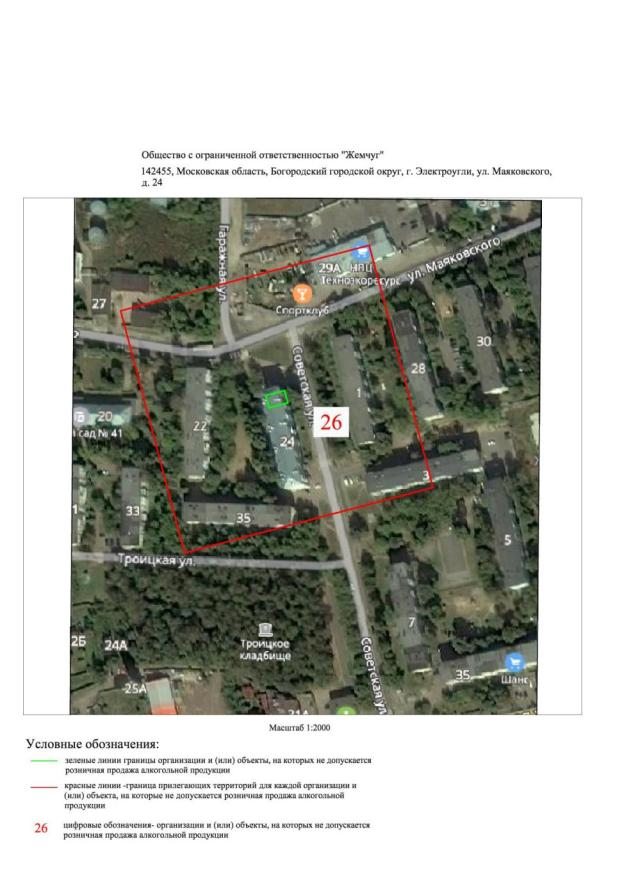 Общество с ограниченной ответственностью "Жемчуг"
142455, Московская область, Богородский городской округ, г. Электроугли, ул. Маяковского,
д. 24
Гаражная ул.
29А НПЦ
Техноэкоресурс
ул. Маяковского
27
Спортклуб
30
Советская ул.
28
1
20
сад № 41
22
26
24
3
33
35
5
Троицкая ул.
7
2Б
24А
Троицкое
кладбище
Советская ул.
35
25А
21А
Масштаб 1:2000
Условные обозначения:
зеленые линии границы организации и (или) объекты, на которых не допускается
розничная продажа алкогольной продукции
красные линии -граница прилегающих территорий для каждой организации и
(или) объекта, на которые не допускается розничная продажа алкогольной
продукции
26
цифровые обозначения- организации и (или) объекты, на которых не допускается
розничная продажа алкогольной продукции